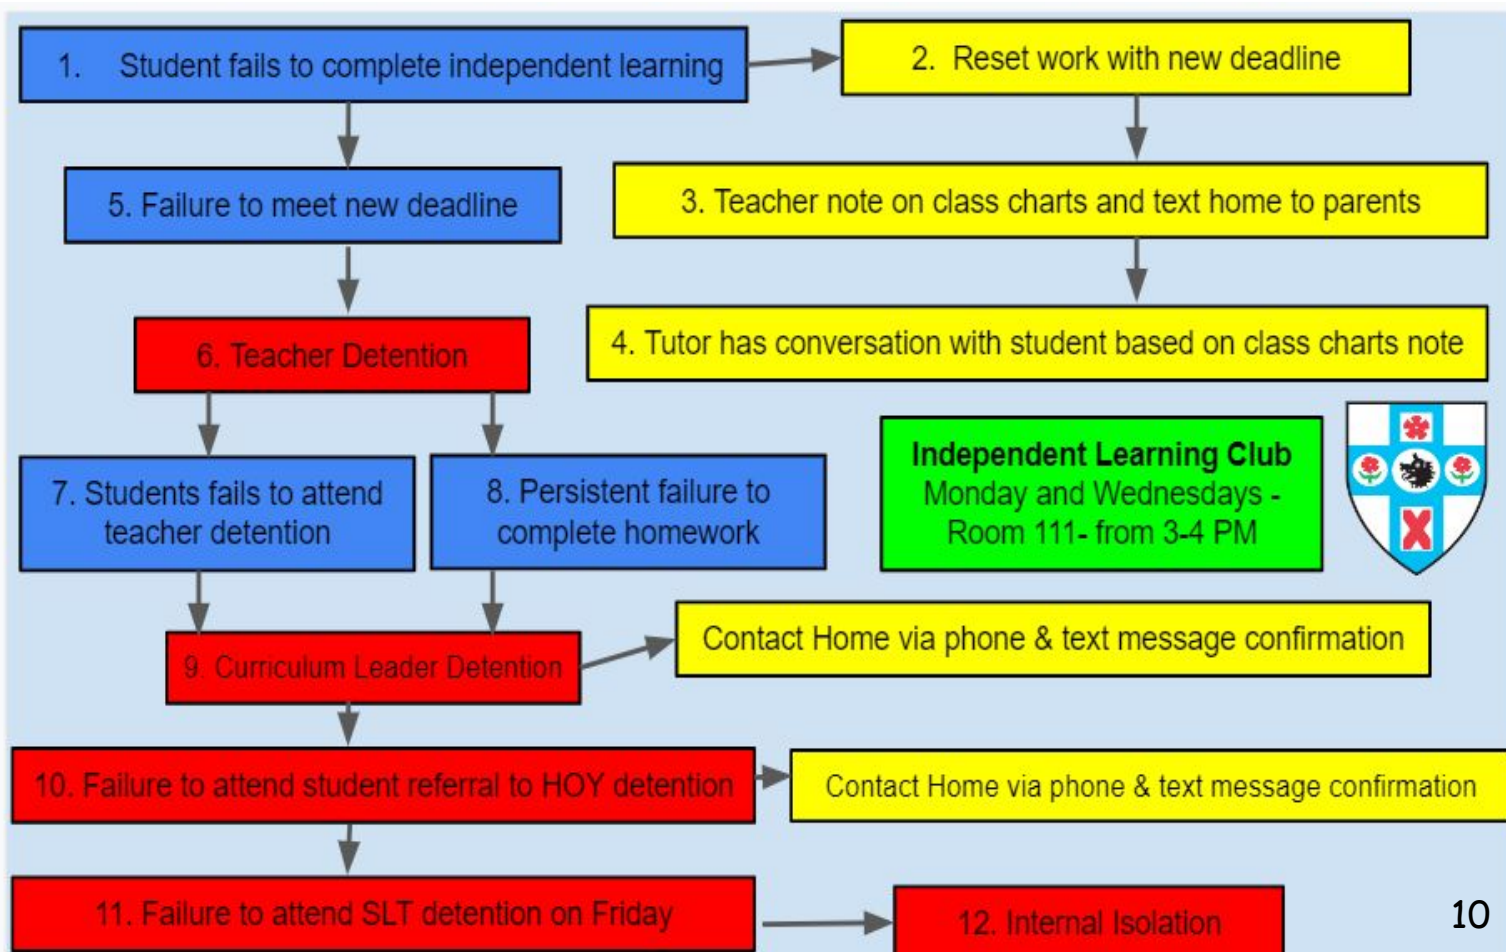 1. Student fails to complete independent learning
2. Reset work with new deadline
5. Failure to meet new deadline
3. Teacher note on class charts and text home to parents
6. Teacher Detention
4. Tutor has conversation with student based on class charts note
7. Students fails to attend
teacher detention
8. Persistent failure to
complete homework
Independent Learning Club
Monday and Wednesdays -
Room 111- from 3-4 PM
9. Curriculum Leader Detention
Contact Home via phone & text message confirmation
10. Failure to attend student referral to HOY detention
Contact Home via phone & text message confirmation
11. Failure to attend SLT detention on Friday
12. Internal Isolation
10